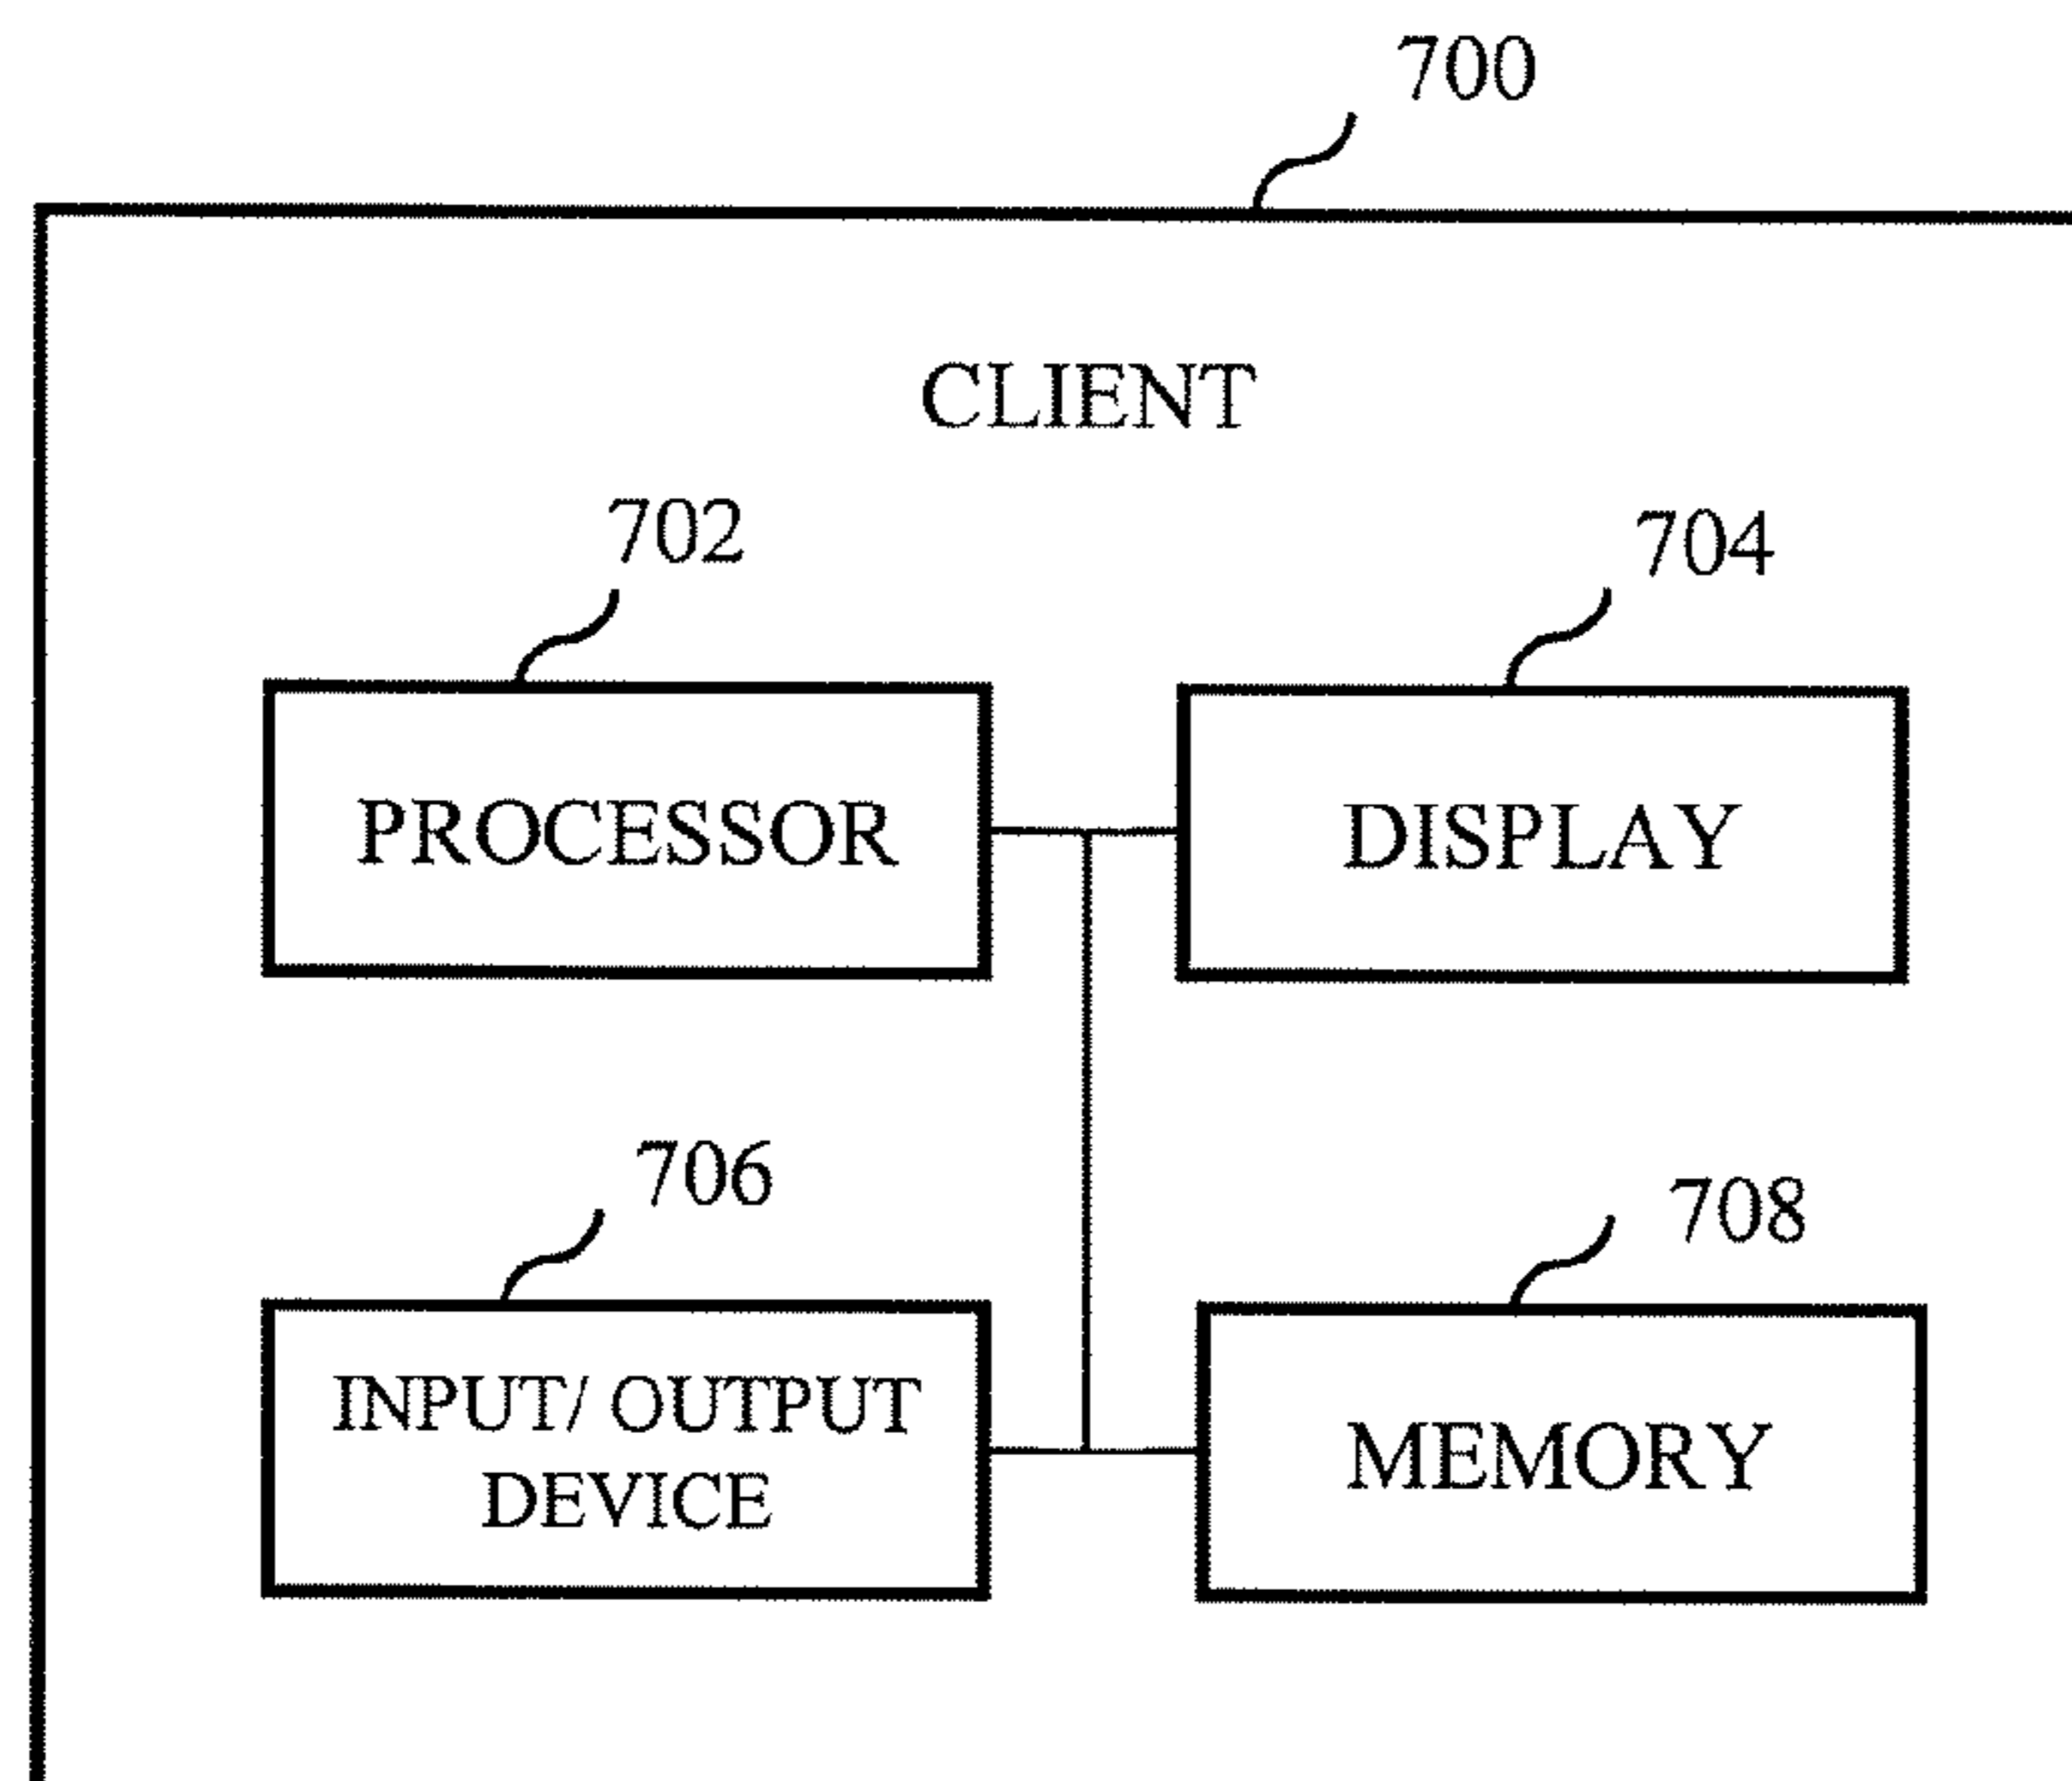 700
CLIENT
702
704
PROCESSOR
DISPLAY
706
708
INPUT/ OUTPUT
DEVICE
MEMORY